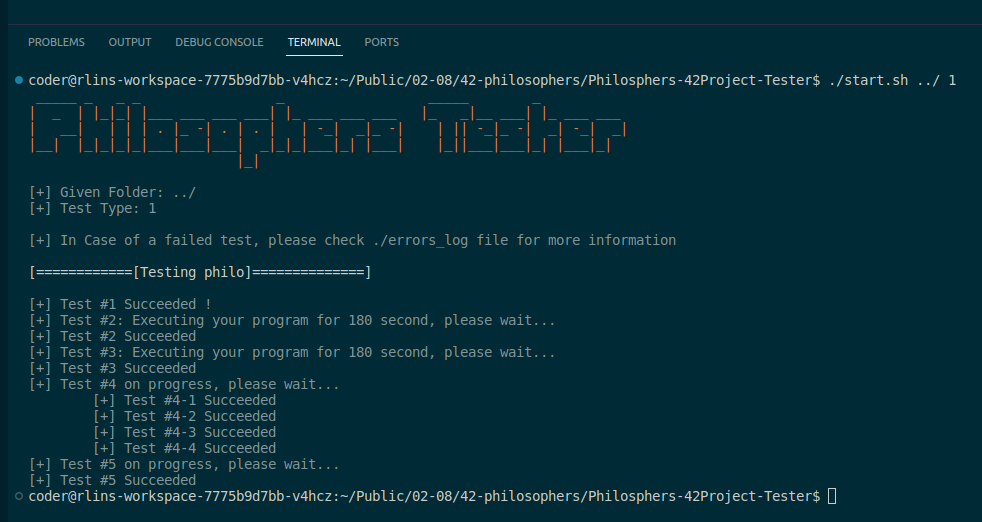 PROBLEMS OUTPUT DEBUG CONSOLE TERMINAL PORTS
coder@rlins-workspace-7775b9d7bb-v4hcz:~/Public/02-08/42-philosophers/Philosphers-42Project-Tester$ ./start.sh ../ 1
Philosophers Tester
[+] Given Folder: ../
[+] Test Type: 1
[+] In Case of a failed test, please check ./errors_log file for more information
[============[Testing philo]==============]
[+] Test #1 Succeeded !
[+] Test #2: Executing your program for 180 second, please wait...
[+] Test #2 Succeeded
[+] Test #3: Executing your program for 180 second, please wait...
[+] Test #3 Succeeded
[+] Test #4 on progress, please wait...
[+] Test #4-1 Succeeded
[+] Test #4-2 Succeeded
[+] Test #4-3 Succeeded
[+] Test #4-4 Succeeded
[+] Test #5 on progress, please wait...
[+] Test #5 Succeeded
coder@rlins-workspace-7775b9d7bb-v4hcz:~/Public/02-08/42-philosophers/Philosphers-42Project-Tester$